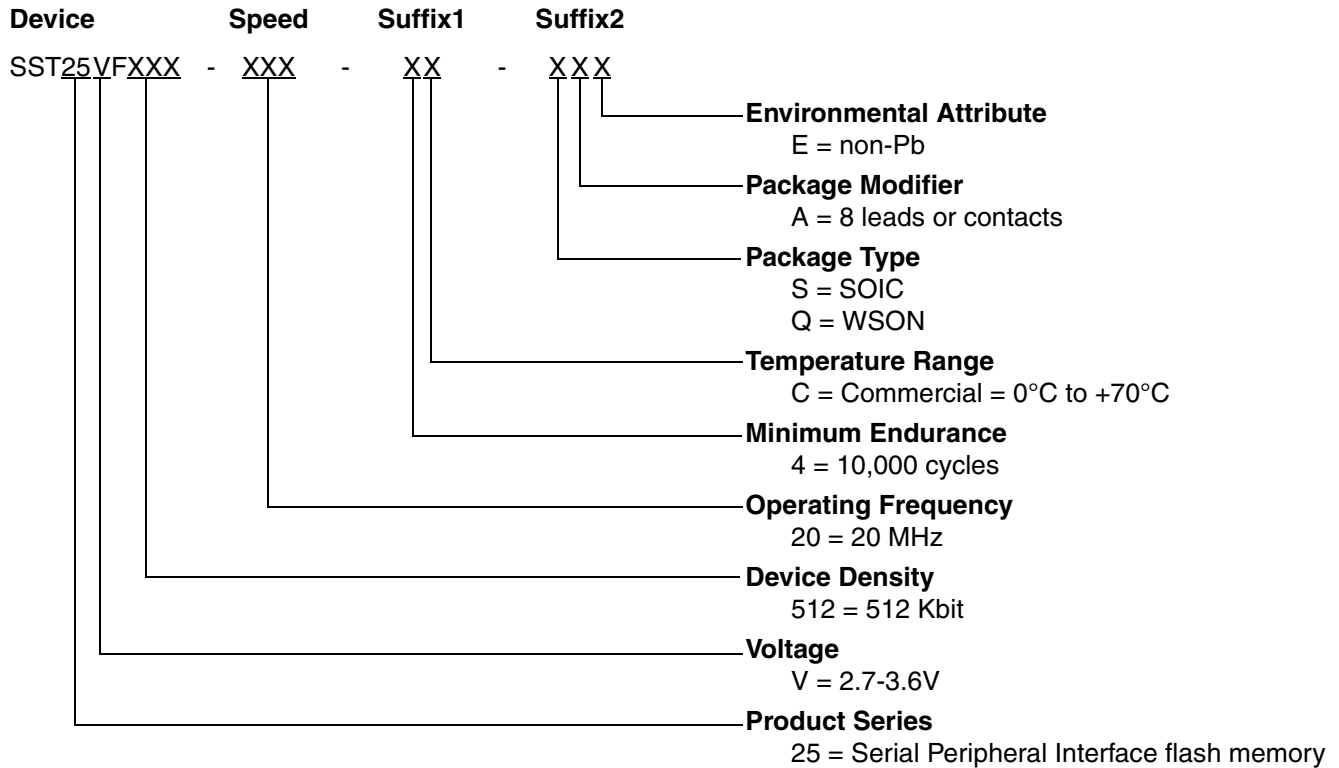 Device Speed Suffix1 Suffix2
SST25VFXXX - XXX - XX - XXX
Environmental Attribute
E = non-Pb
Package Modifier
A = 8 leads or contacts
Package Type
S = SOIC
Q = WSON
Temperature Range
C = Commercial = 0°C to +70°C
Minimum Endurance
4 = 10,000 cycles
Operating Frequency
20 = 20 MHz
Device Density
512 = 512 Kbit
Voltage
V = 2.7-3.6V
Product Series
25 = Serial Peripheral Interface flash memory